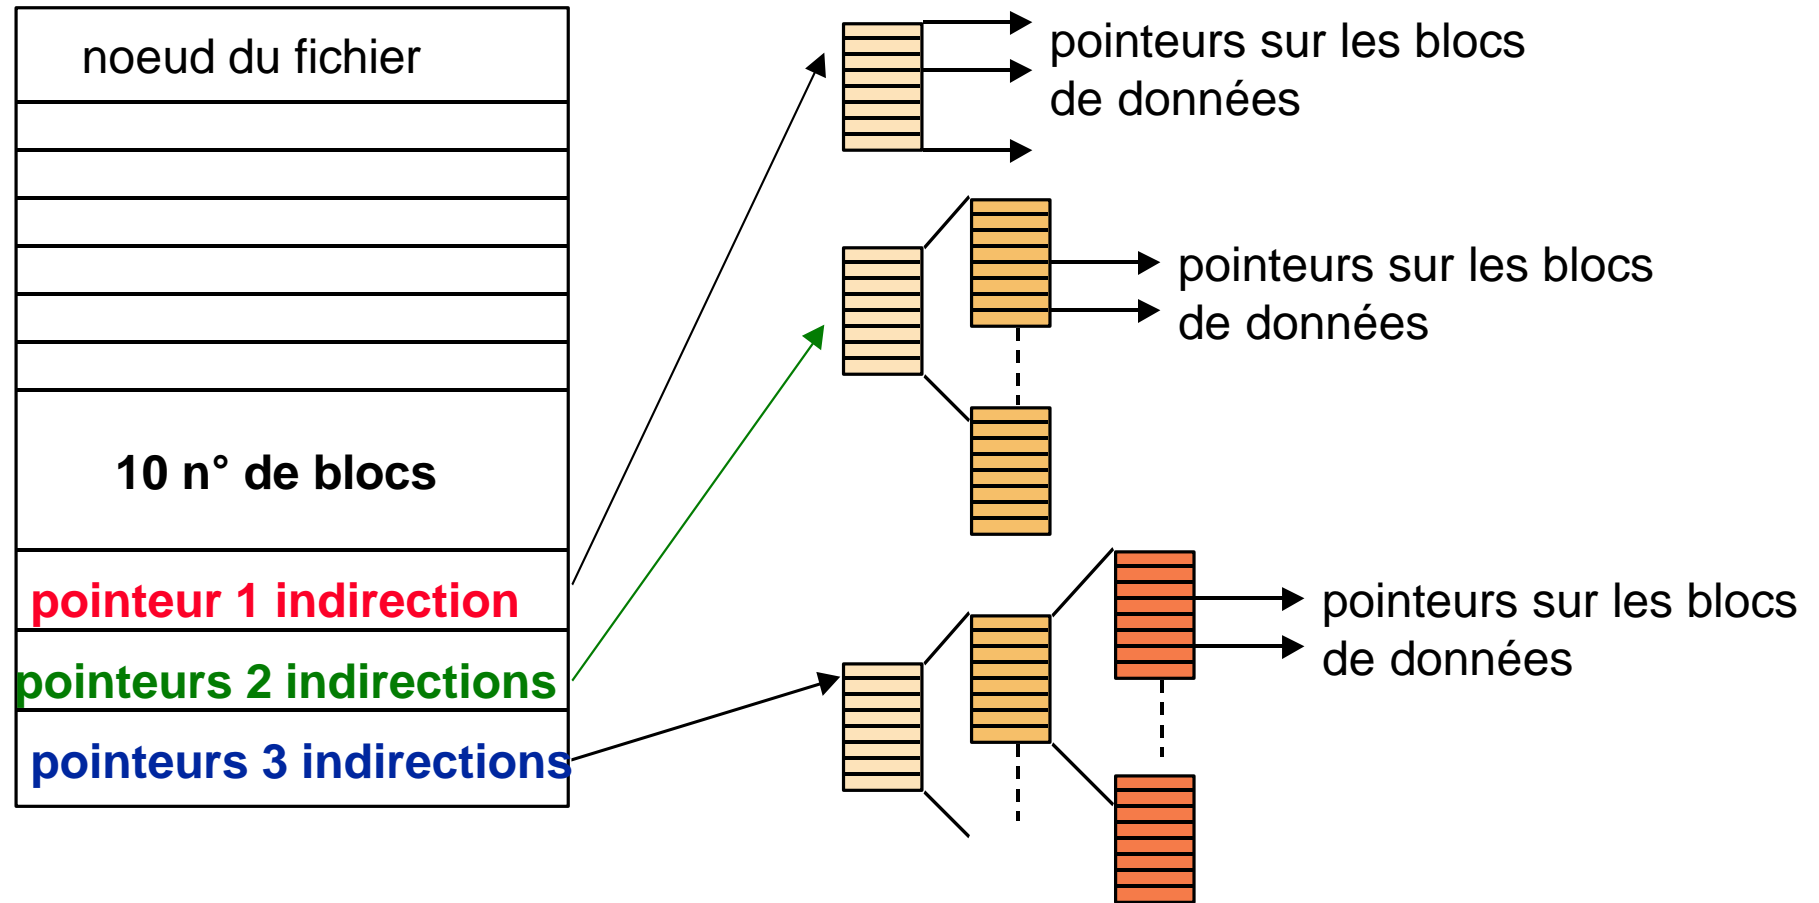 noeud du fichier
10 n° de blocs
pointeur 1 indirection
pointeurs 2 indirections
pointeurs 3 indirections
pointeurs sur les blocs
de données
pointeurs sur les blocs
de données
pointeurs sur les blocs
de données